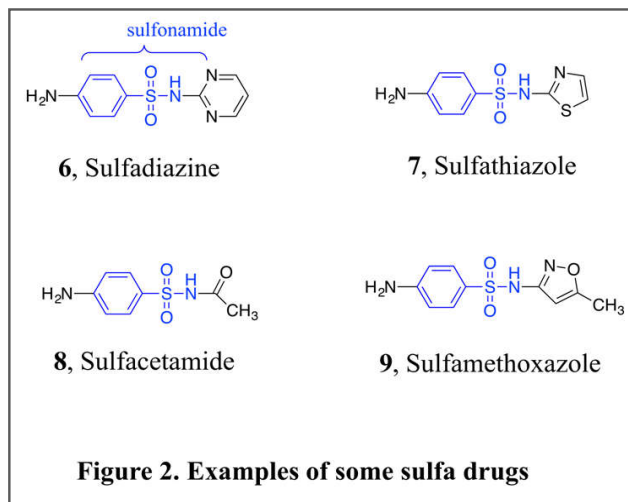 sulfonamide
H₂N
O
S
O
H
N
N
N
6, Sulfadiazine
H₂N
O
S
O
H
N
N
S
7, Sulfathiazole
H₂N
O
S
O
H
N
O
CH₃
8, Sulfacetamide
H₂N
O
S
O
H
N
N
O
CH₃
9, Sulfamethoxazole
Figure 2. Examples of some sulfa drugs